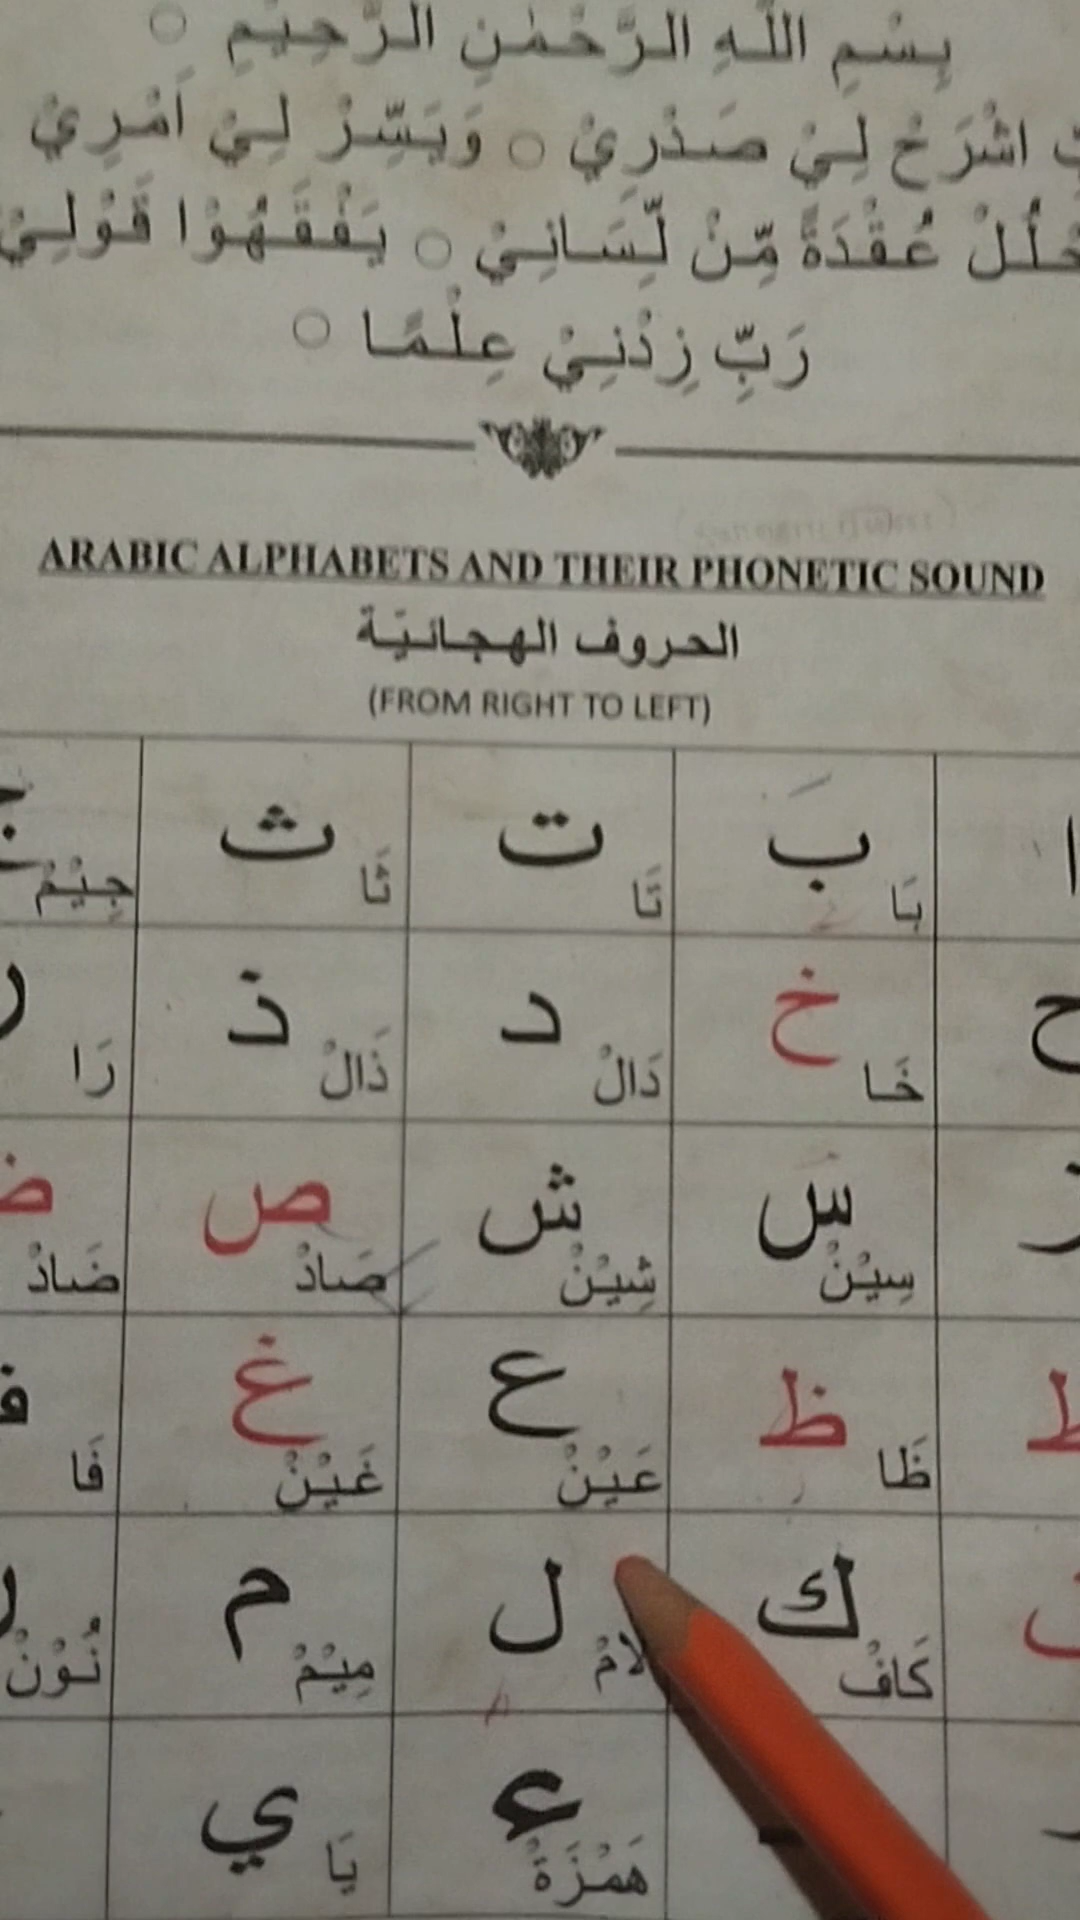 بِسْمِ اللّٰهِ الرَّحْمٰنِ الرَّحِيْمِ ○
اشْرَحْ لِيْ صَدْرِيْ ○ وَيَسِّرْ لِيْ اَمْرِيْ
عُقْدَةً مِّنْ لِّسَانِيْ ○ يَفْقَهُوْا قَوْلِيْ
رَبِّ زِدْنِيْ عِلْمًا ○
ARABIC ALPHABETS AND THEIR PHONETIC SOUND
الحروف الهجائيّة
(FROM RIGHT TO LEFT)
ا بَ ت ث ج
بَا تَا ثَا جِيْمْ
ح خ د ذ ر
خَا دَالْ ذَالْ رَا
س ش ص ض
سِيْنْ شِيْنْ صَادْ ضَادْ
ط ظ ع غ ف
ظَا عَيْنْ غَيْنْ فَا
ك ل م
كَافْ لَامْ مِيْمْ نُوْنْ
ء ي
هَمْزَةْ يَا